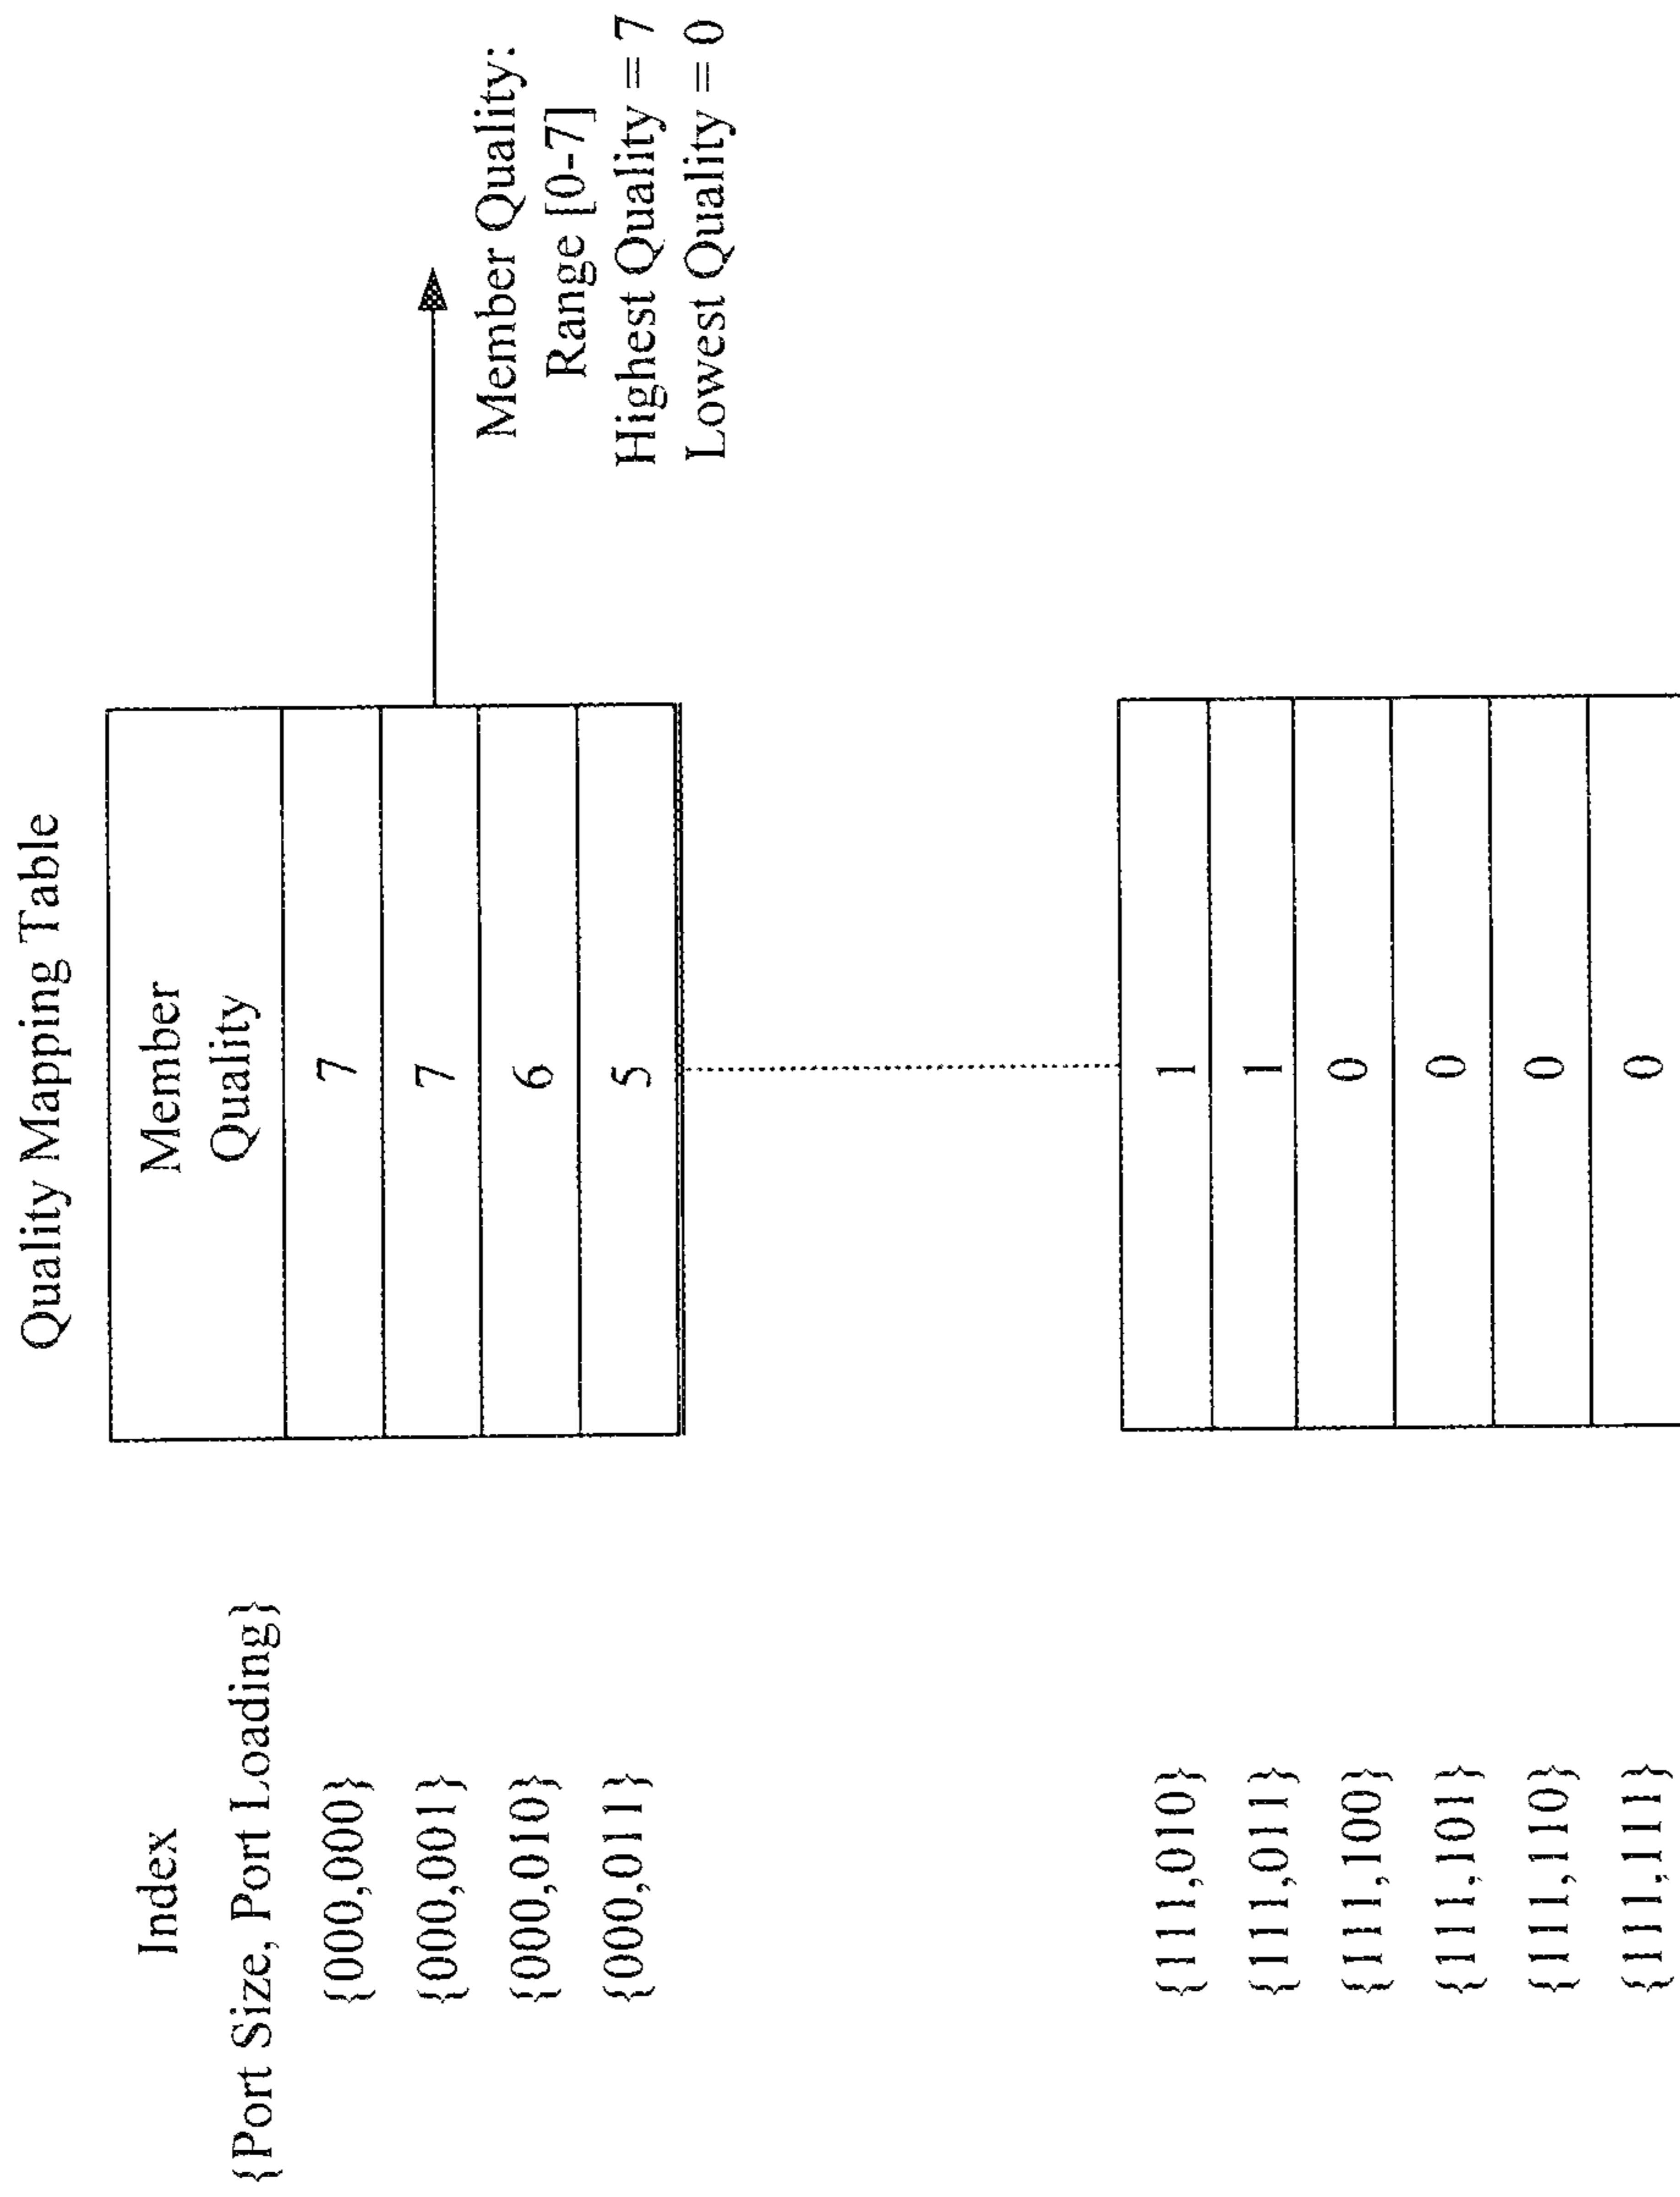 Quality Mapping Table
Index
{Port Size, Port Loading}
Member
Quality
{000,000} 7
{000,001} 7
{000,010} 6
{000,011} 5
{111,010} 1
{111,011} 1
{111,100} 0
{111,101} 0
{111,110} 0
{111,111} 0
Member Quality:
Range [0-7]
Highest Quality = 7
Lowest Quality = 0